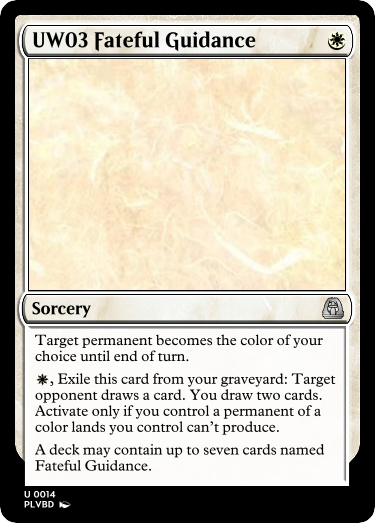 UW03 Fateful Guidance
Sorcery
Target permanent becomes the color of your
choice until end of turn.
, Exile this card from your graveyard: Target
opponent draws a card. You draw two cards.
Activate only if you control a permanent of a
color lands you control can't produce.
A deck may contain up to seven cards named
Fateful Guidance.
U 0014
PLVBD